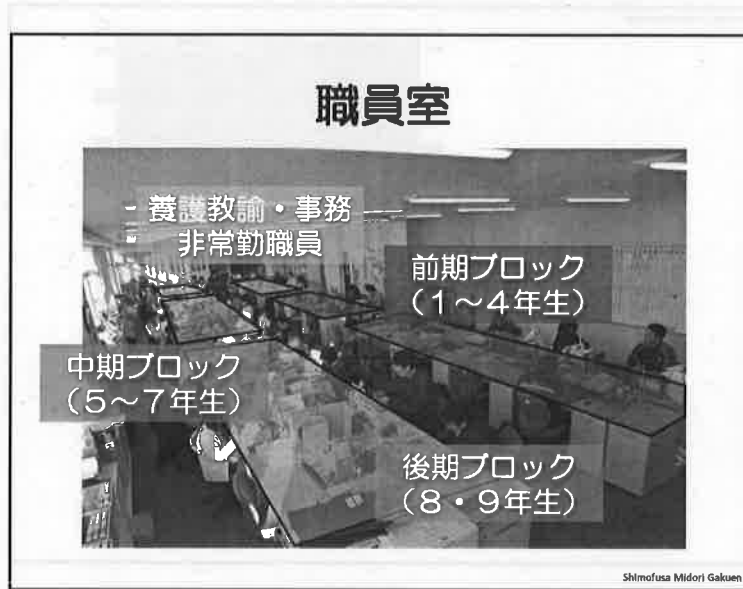 職員室
養護教諭・事務
非常勤職員
前期ブロック
（1～4年生）
中期ブロック
（5～7年生）
後期ブロック
（8・9年生）
Shimofusa Midori Gakuen